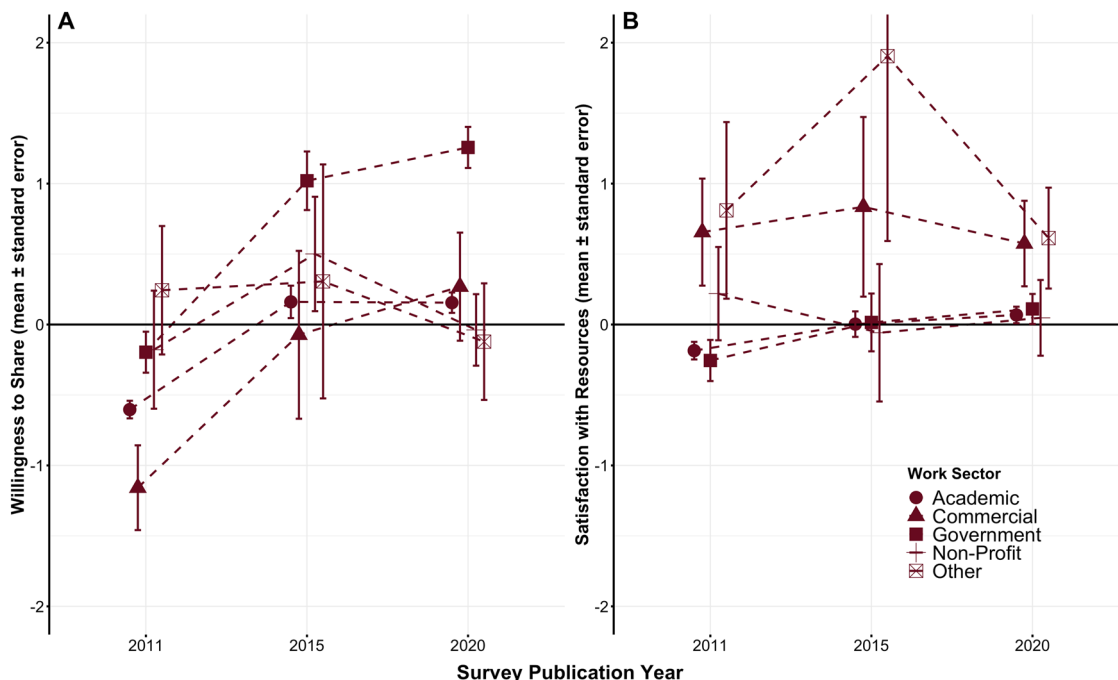 A
B
Willingness to Share (mean ± standard error)
2
1
0
-1
-2
2011
2015
2020
Satisfaction with Resources (mean ± standard error)
2
1
0
-1
-2
2011
2015
2020
Work Sector
Academic
Commercial
Government
Non-Profit
Other
Survey Publication Year